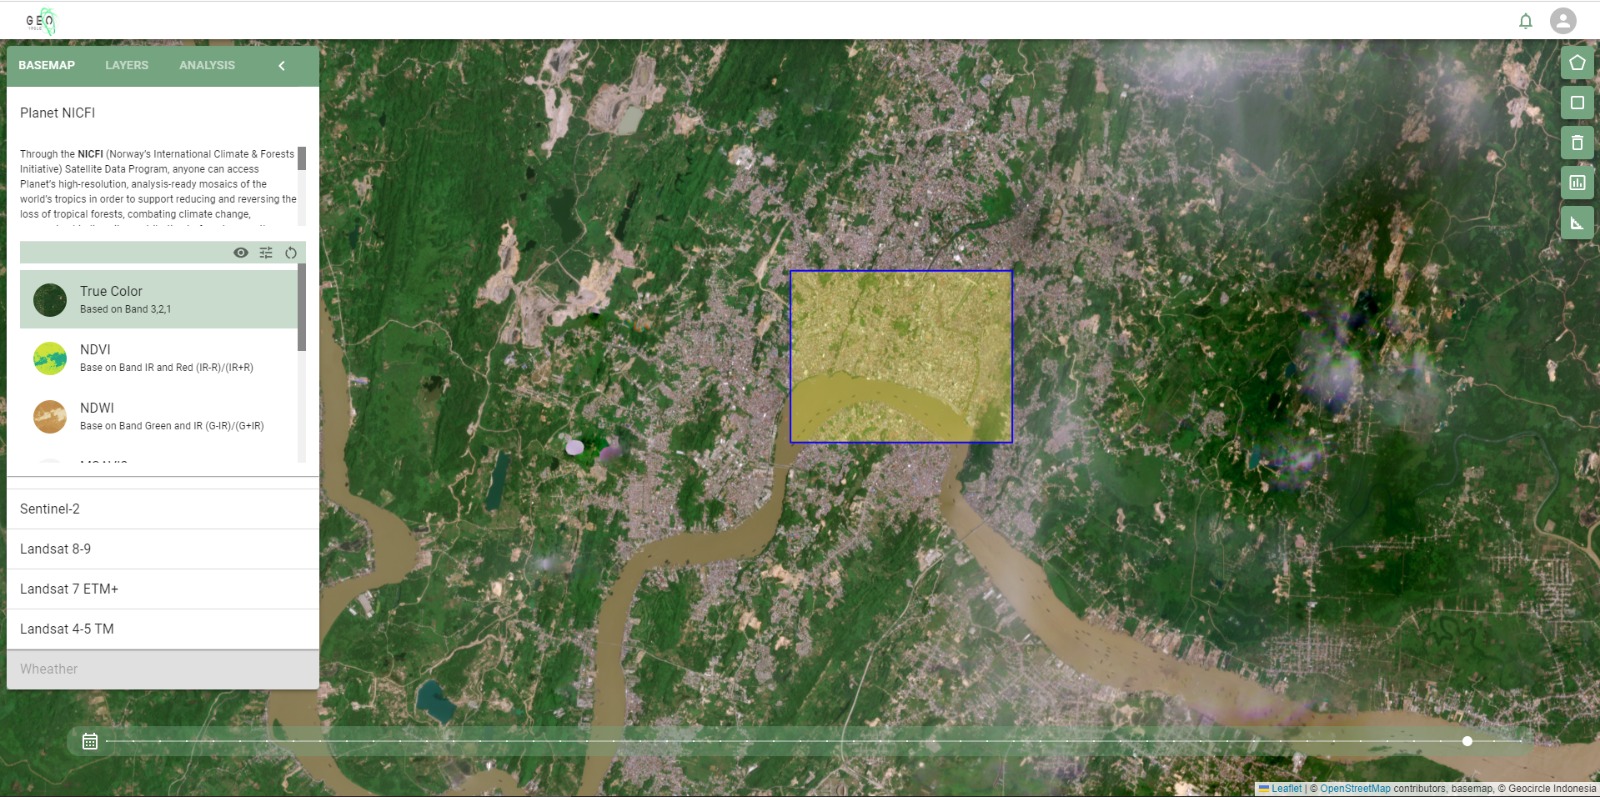 GEO
BASEMAP LAYERS ANALYSIS
Planet NICFI
Through the NICFI (Norway's International Climate & Forests
Initiative) Satellite Data Program, anyone can access
Planet's high-resolution, analysis-ready mosaics of the
world's tropics in order to support reducing and reversing the
loss of tropical forests, combating climate change,
True Color
Based on Band 3,2,1
NDVI
Base on Band IR and Red (IR-R)/(IR+R)
NDWI
Base on Band Green and IR (G-IR)/(G+IR)
Sentinel-2
Landsat 8-9
Landsat 7 ETM+
Landsat 4-5 TM
Wheather
Leaflet | © OpenStreetMap contributors, basemap, © Geocircle Indonesia